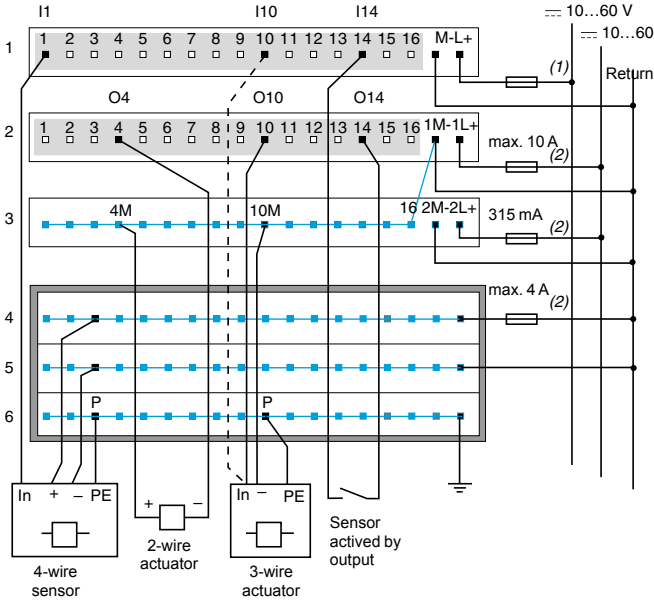 I1 I10 I14 ⎓ 10…60 V
⎓ 10…60
1 1 2 3 4 5 6 7 8 9 10 11 12 13 14 15 16 M-L+ (1) Return
O4 O10 O14
2 1 2 3 4 5 6 7 8 9 10 11 12 13 14 15 16 1M-1L+ max. 10 A (2)
3 4M 10M 16 2M-2L+ 315 mA (2)
max. 4 A (2)
4
5
6 P P
In + – PE
4-wire
sensor
+ –
2-wire
actuator
In – PE
3-wire
actuator
Sensor
actived by
output